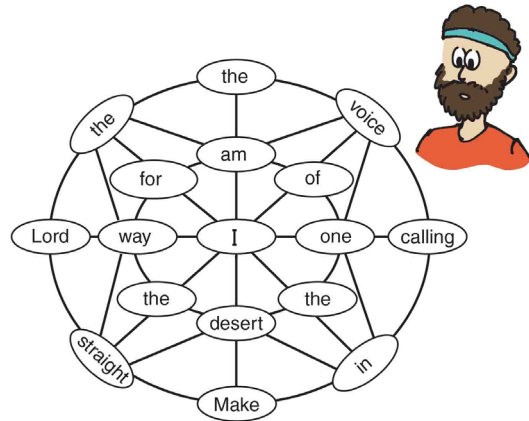 the
the
voice
am
for
of
Lord
way
I
one
calling
the
the
desert
straight
in
Make